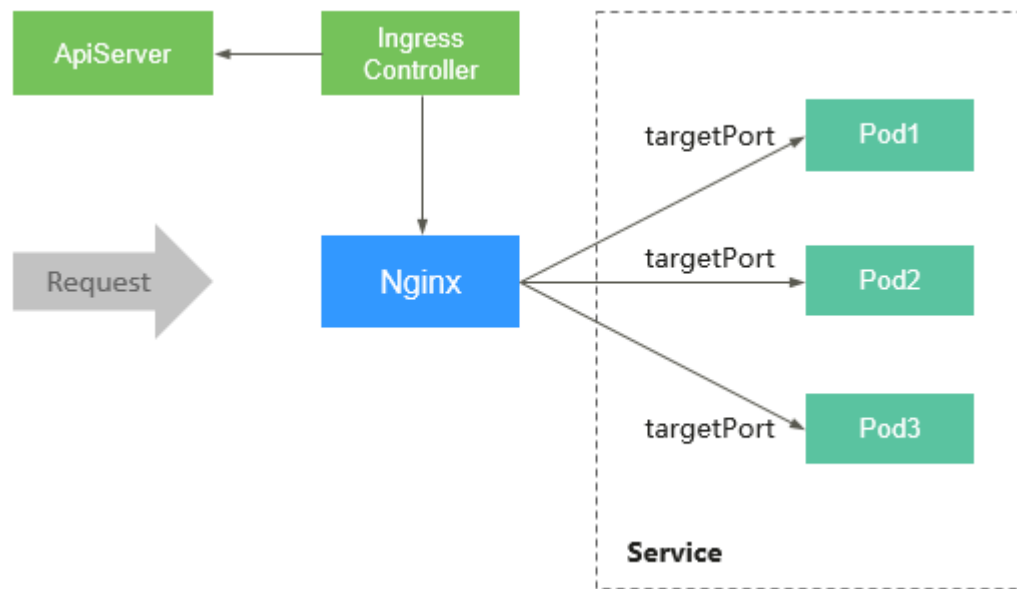 ApiServer
Ingress
Controller
targetPort
Pod1
Request
Nginx
targetPort
Pod2
targetPort
Pod3
Service